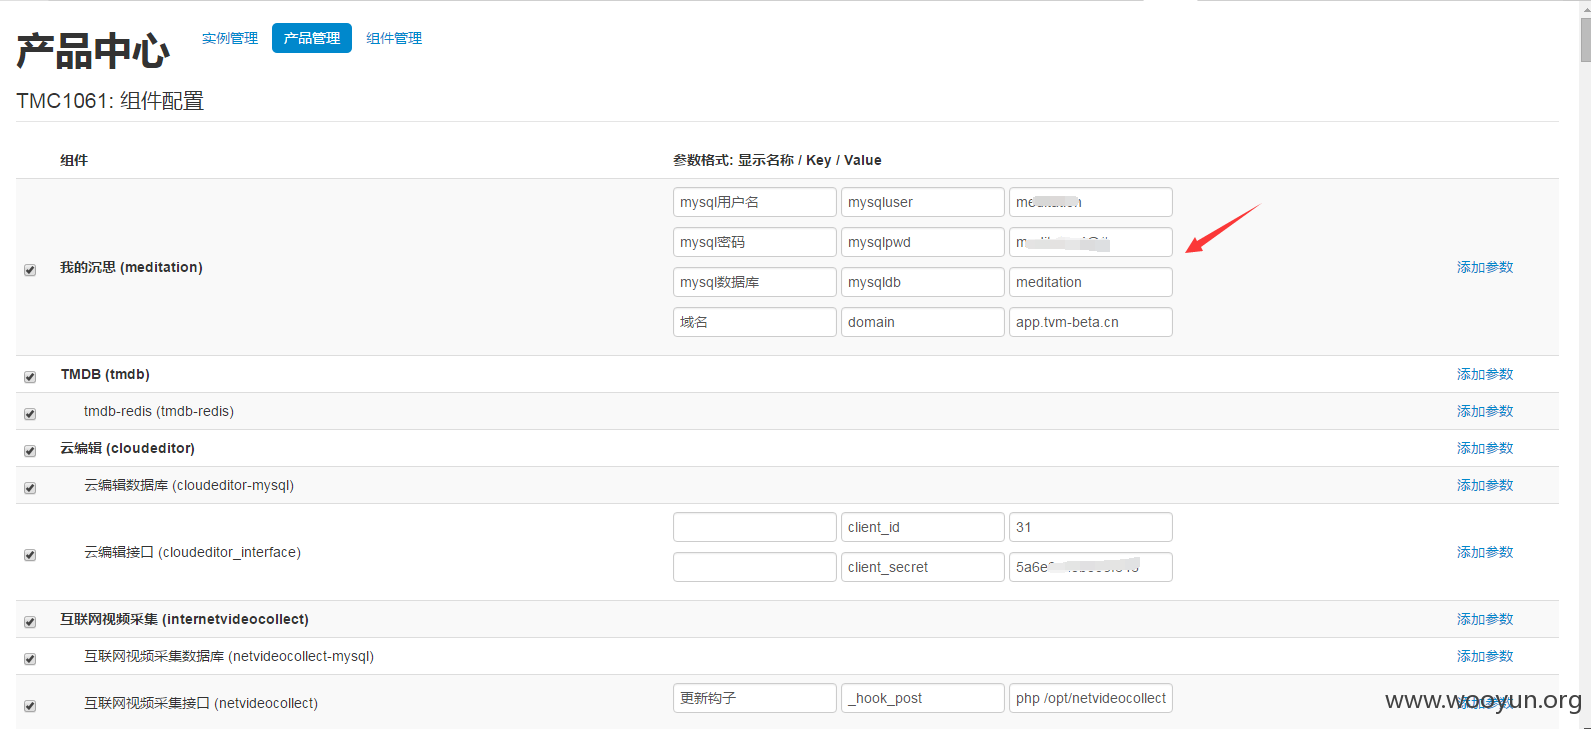 产品中心 实例管理 产品管理 组件管理
TMC1061: 组件配置
组件 参数格式: 显示名称 / Key / Value
mysql用户名 mysqluser
mysql密码 mysqlpwd
我的沉思 (meditation) 添加参数
mysql数据库 mysqldb meditation
域名 domain app.tvm-beta.cn
TMDB (tmdb) 添加参数
tmdb-redis (tmdb-redis) 添加参数
云编辑 (cloudeditor) 添加参数
云编辑数据库 (cloudeditor-mysql) 添加参数
client_id 31
云编辑接口 (cloudeditor_interface) 添加参数
client_secret
互联网视频采集 (internetvideocollect) 添加参数
互联网视频采集数据库 (netvideocollect-mysql) 添加参数
互联网视频采集接口 (netvideocollect) 更新钩子 _hook_post php /opt/netvideocollect 添加参数
www.wooyun.org